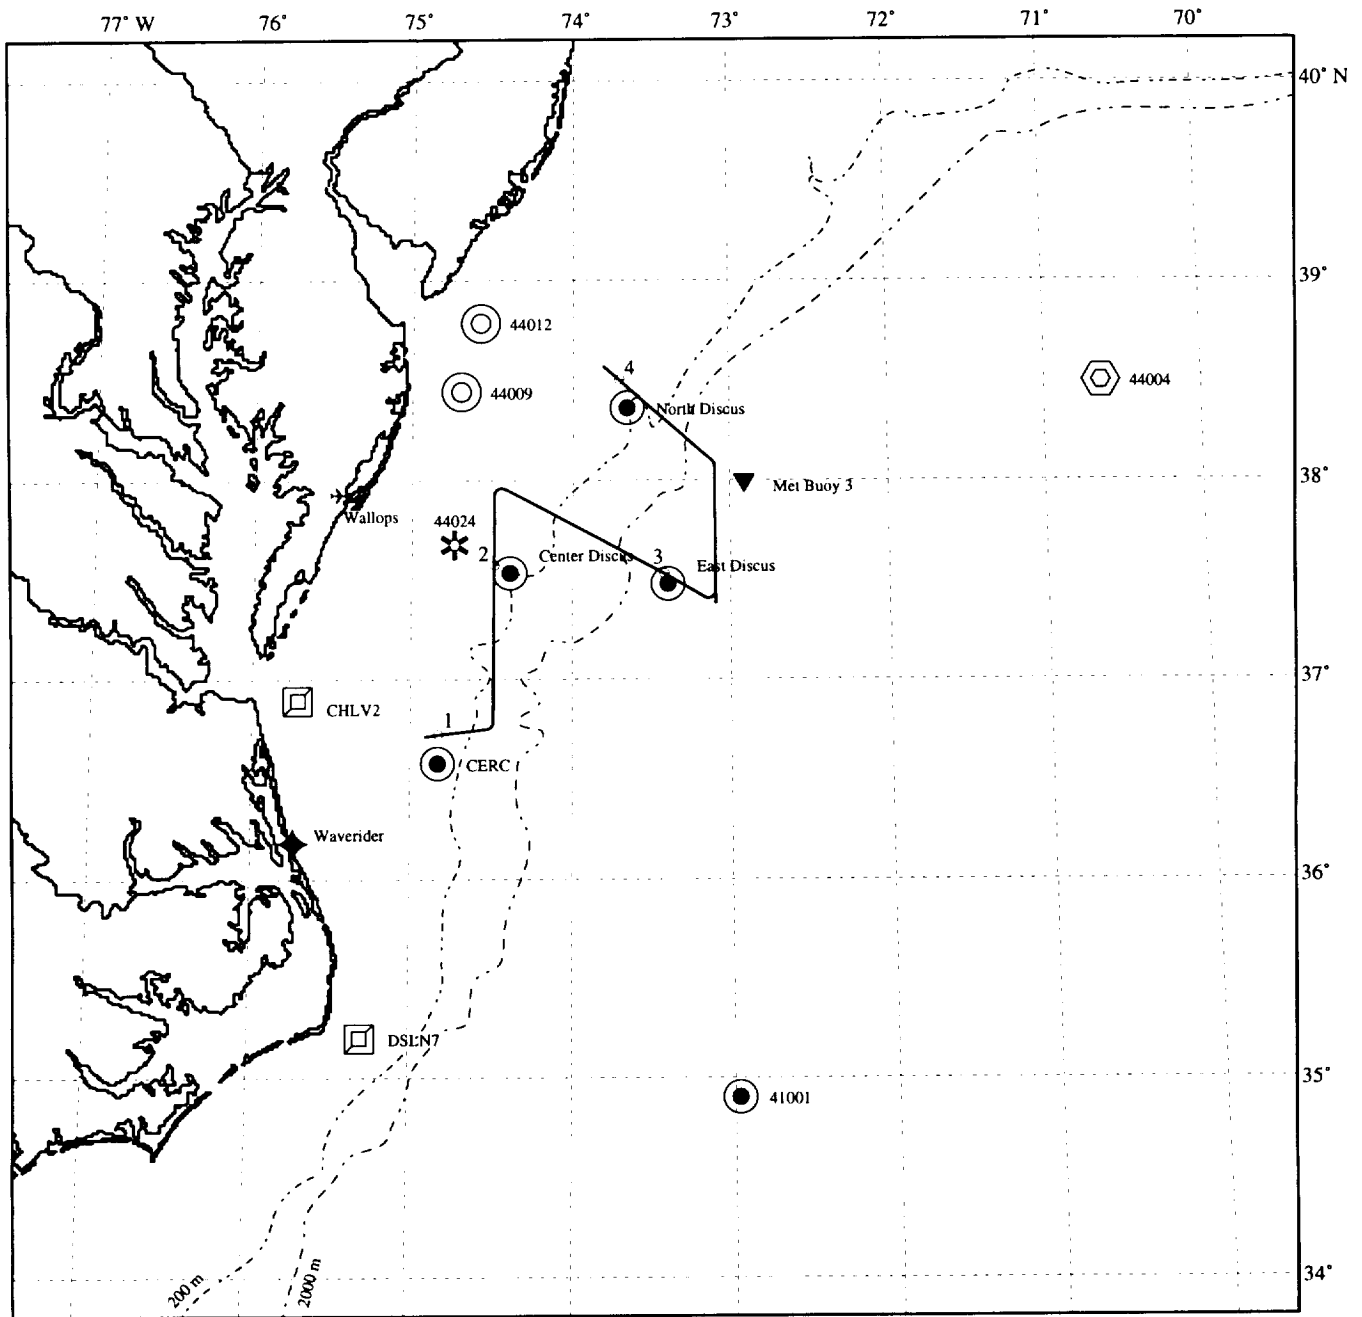 77° W 76° 75° 74° 73° 72° 71° 70°
40° N
39°
44012
4
44009
44004
North Discus
38°
Met Buoy 3
Wallops
44024
2
Center Discus
3
East Discus
37°
CHLV2
1
CERC
Waverider
36°
DSLN7
35°
41001
200 m
2000 m
34°